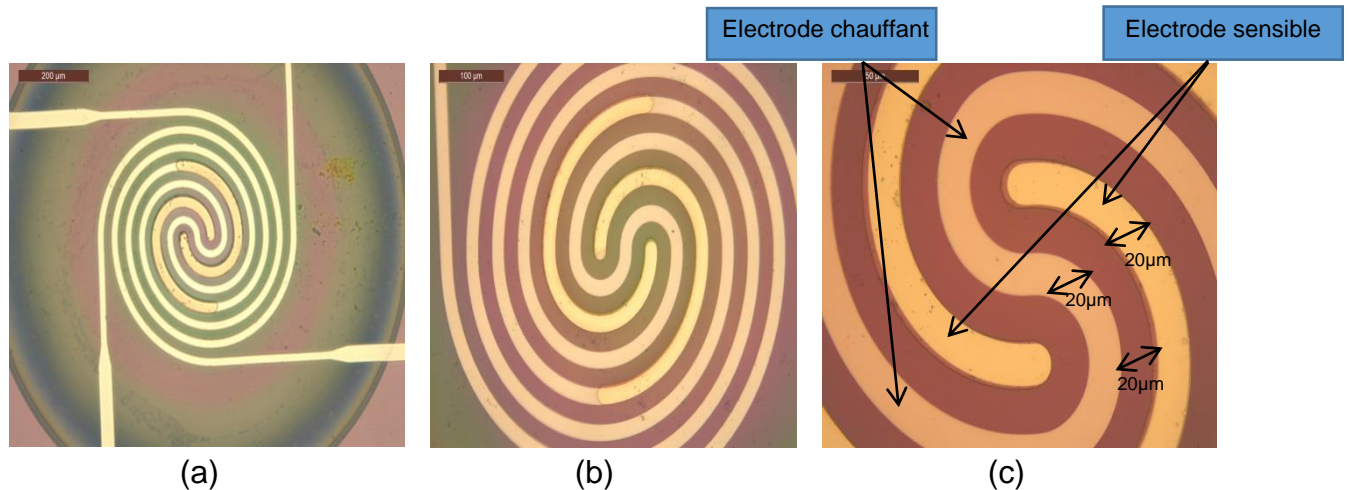 Electrode chauffant
Electrode sensible
200 µm
100 µm
50 µm
20µm
20µm
20µm
(a)
(b)
(c)